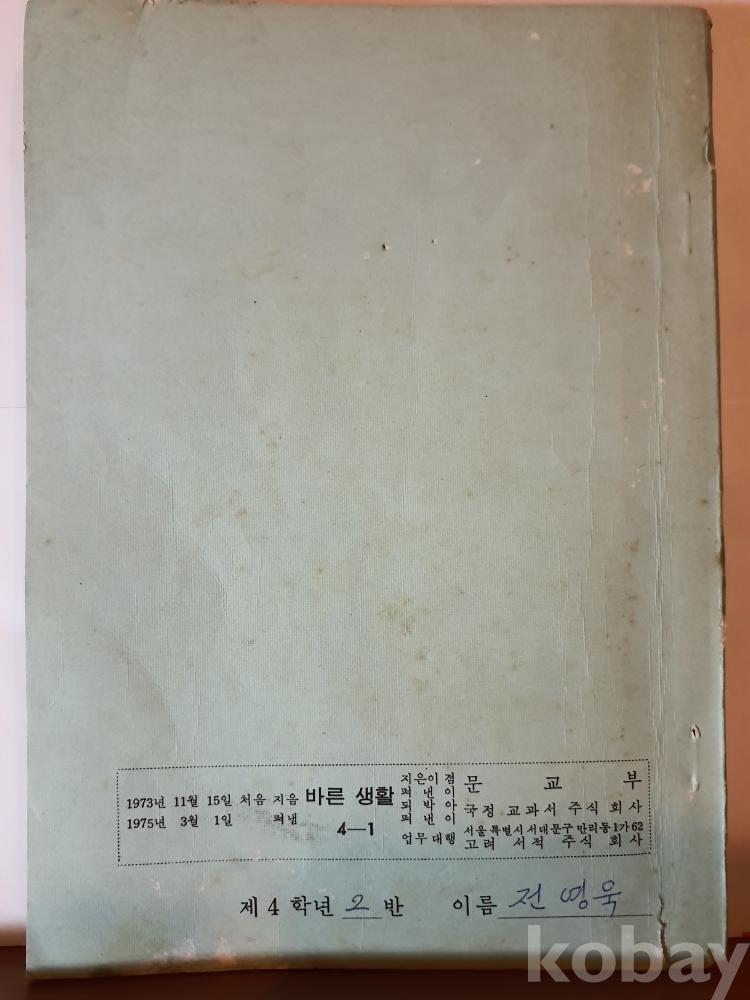 1973년 11월 15일 처음 지음
1975년 3월 1일 펴냄
바른 생활
4—1
지은이 겸
펴 낸 이
문 교 부
되 박 아
펴 낸 이
국정 교과서 주식 회사
서울특별시서대문구만리동1가62
업무대행
고려 서적 주식 회사
제 4 학년 2 반 이름 전영욱
kobay